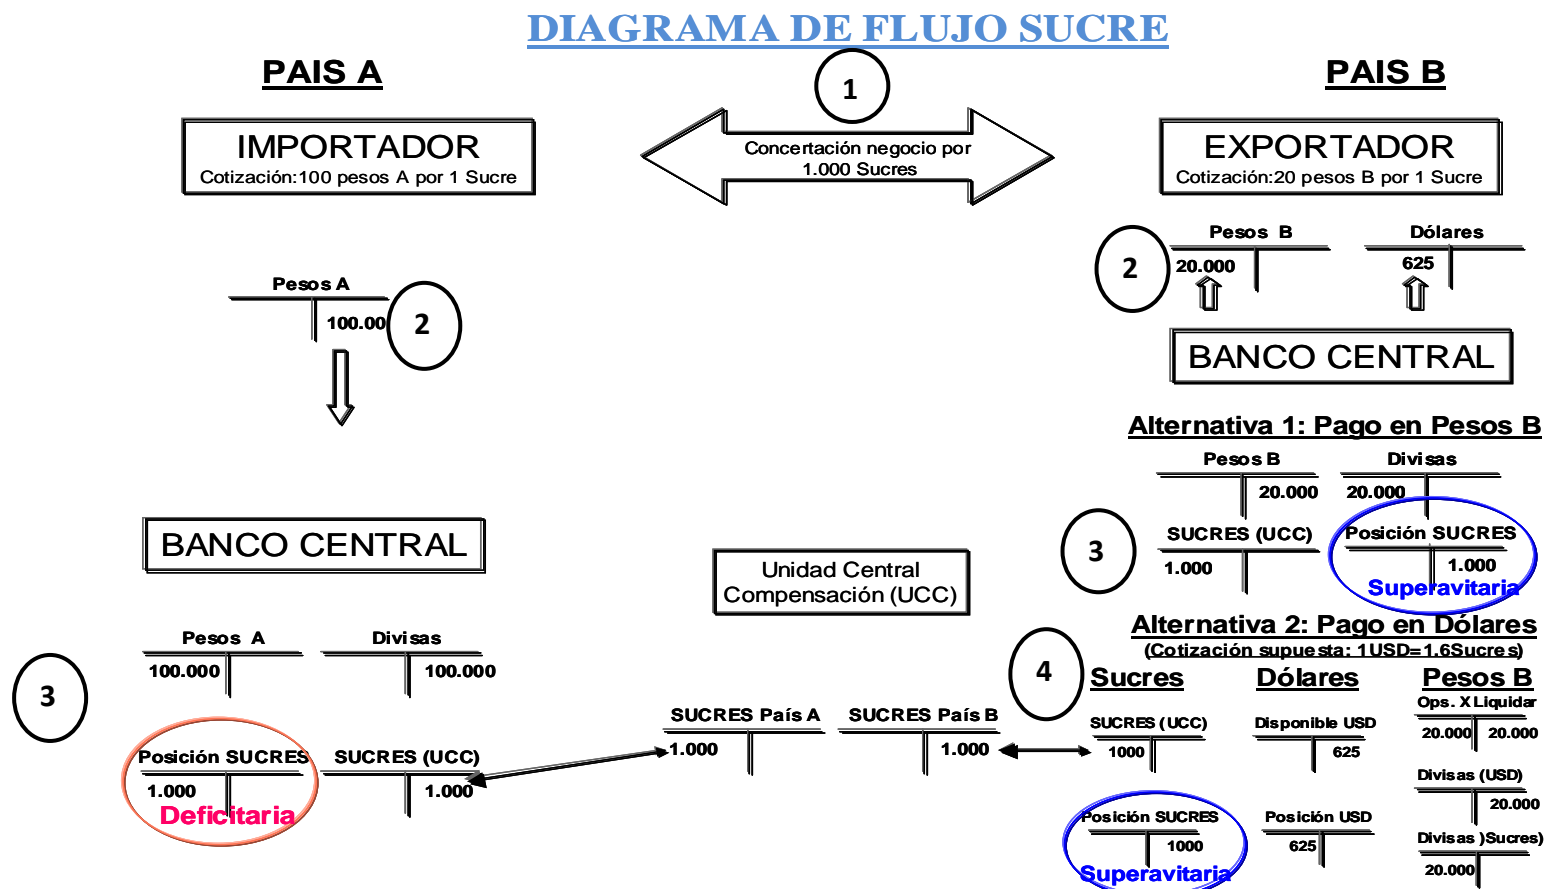 DIAGRAMA DE FLUJO SUCRE
PAIS A
1
PAIS B
IMPORTADOR
Cotización:100 pesos A por 1 Sucre
Concertación negocio por
1.000 Sucres
EXPORTADOR
Cotización:20 pesos B por 1 Sucre
Pesos A
100.00
2
2
Pesos B
20.000
Dólares
625
BANCO CENTRAL
Alternativa 1: Pago en Pesos B
Pesos B
20.000
Divisas
20.000
3
SUCRES (UCC)
1.000
Posición SUCRES
1.000
Superavitaria
BANCO CENTRAL
Unidad Central
Compensación (UCC)
3
Pesos A
100.000
Divisas
100.000
Posición SUCRES
1.000
Deficitaria
SUCRES (UCC)
1.000
SUCRES País A
1.000
SUCRES País B
1.000
Alternativa 2: Pago en Dólares
(Cotización supuesta: 1USD=1.6Sucres)
4
Sucres
Dólares
Pesos B
SUCRES (UCC)
1000
Disponible USD
625
Ops. X Liquidar
20.000 20.000
Posición SUCRES
1000
Superavitaria
Posición USD
625
Divisas (USD)
20.000
Divisas )Sucres)
20.000